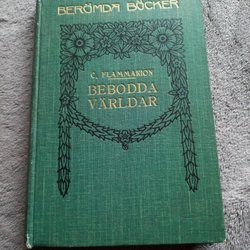 BERÖMDA BÖCKER
C. FLAMMARION
BEBODDA
VÄRLDAR